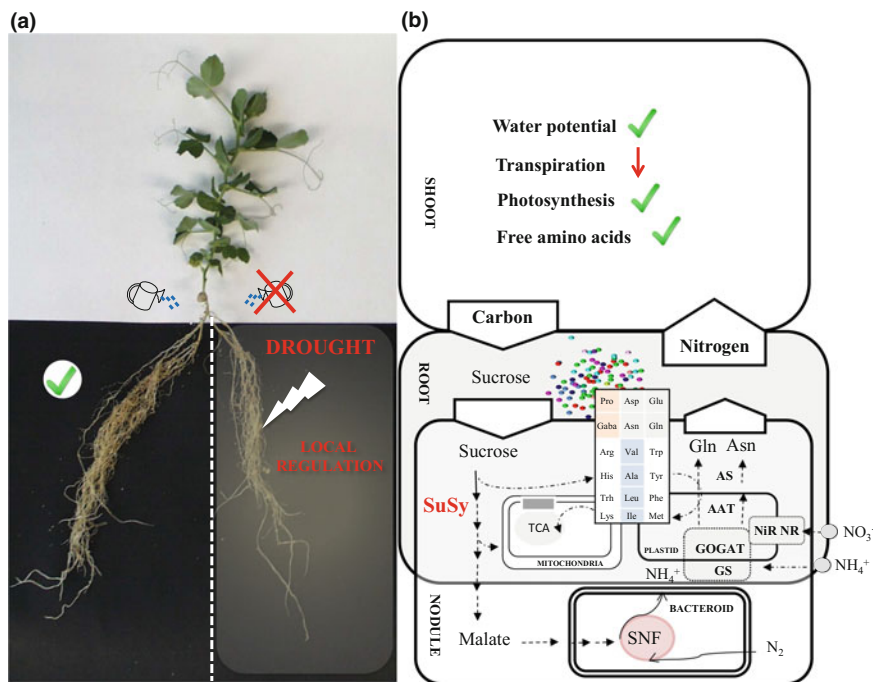 (a)
DROUGHT
LOCAL
REGULATION
(b)
SHOOT
Water potential
Transpiration
Photosynthesis
Free amino acids
Carbon
Nitrogen
ROOT
Sucrose
Pro Asp Glu
Gaba Asn Gln
Arg Val Trp
His Ala Tyr
Trh Leu Phe
Lys Ile Met
Sucrose
Gln Asn
SuSy
AS
AAT
TCA
MITOCHONDRIA
PLASTID
NiR NR
NO₃⁻
GOGAT
GS
NH₄⁺
NH₄⁺
NODULE
BACTEROID
Malate
SNF
N₂